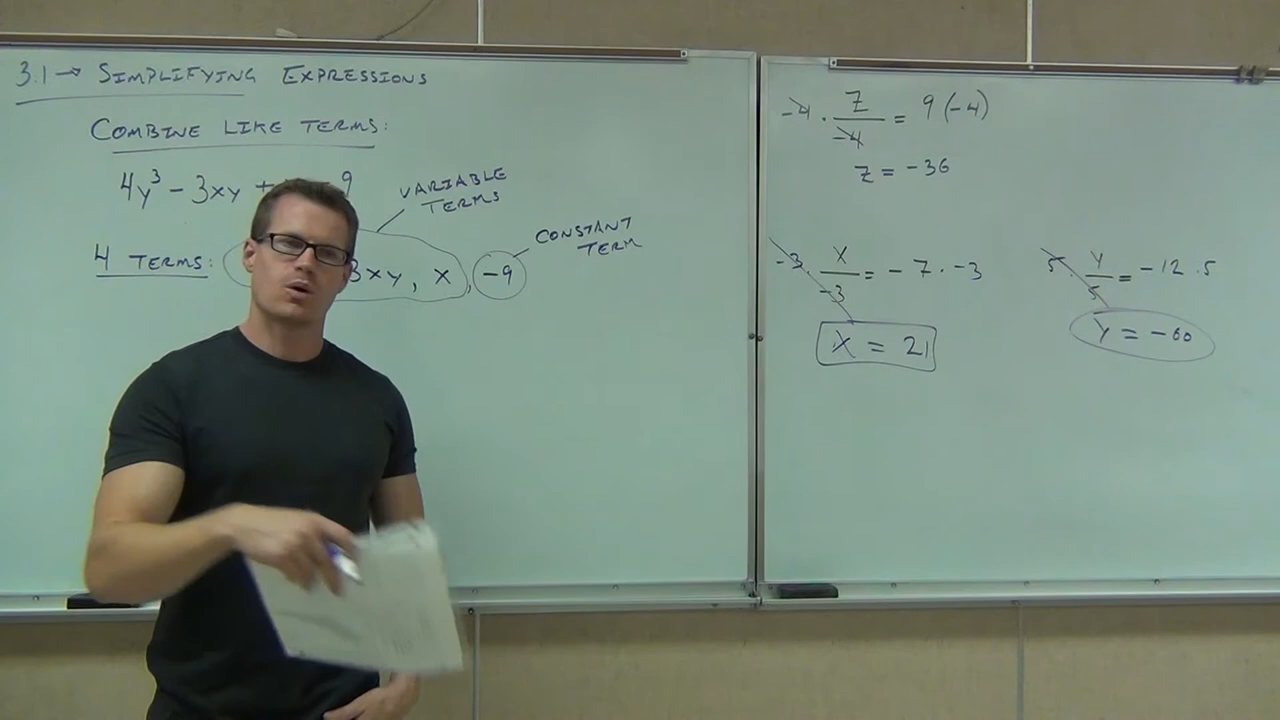 3.1 → SIMPLIFYING EXPRESSIONS
COMBINE LIKE TERMS:
4y³ - 3xy + 9
VARIABLE
TERMS
4 TERMS: 3xy, x, -9
CONSTANT
TERM
-4 · z/-4 = 9(-4)
z = -36
-3 · x/-3 = -7 · -3
x = 21
5 · y/5 = -12 · 5
y = -60